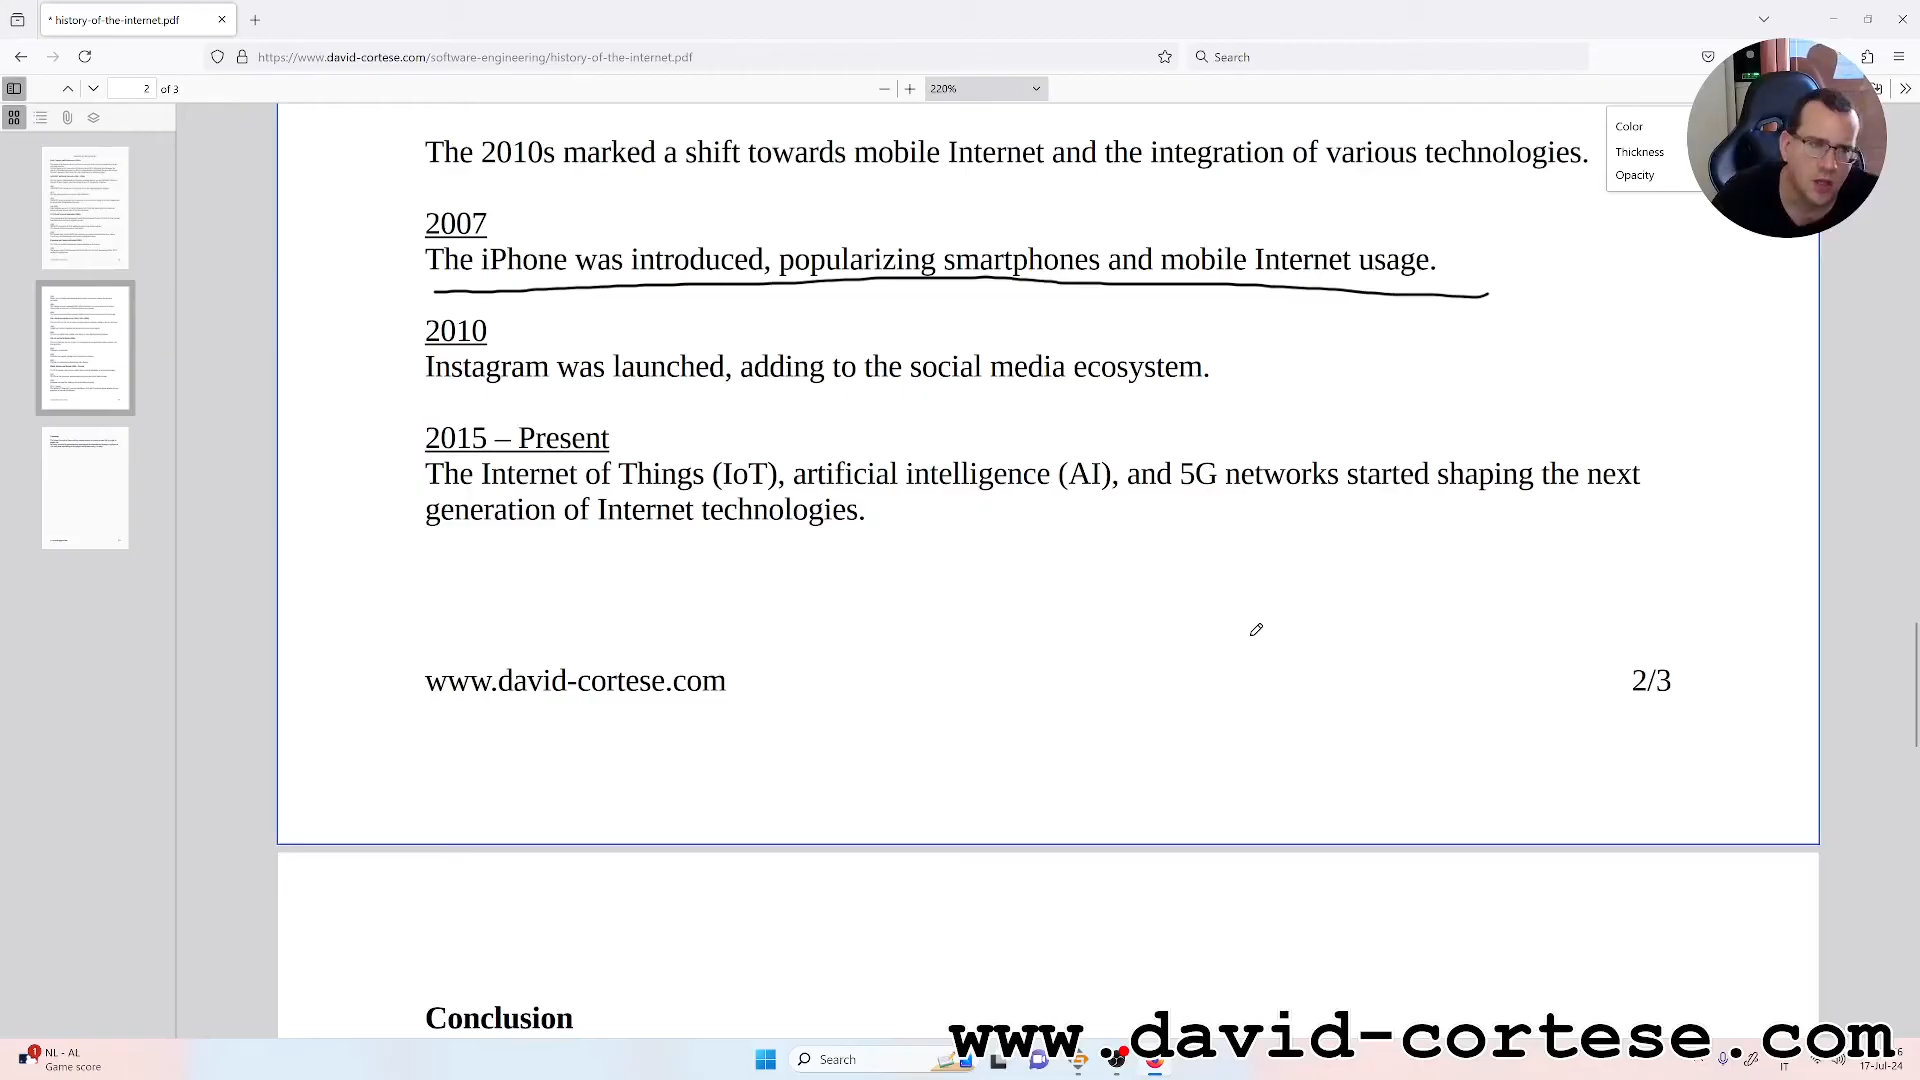 * history-of-the-internet.pdf
https://www.david-cortese.com/software-engineering/history-of-the-internet.pdf
Search
2 of 3
220%
Color
Thickness
Opacity
The 2010s marked a shift towards mobile Internet and the integration of various technologies.
2007
The iPhone was introduced, popularizing smartphones and mobile Internet usage.
2010
Instagram was launched, adding to the social media ecosystem.
2015 – Present
The Internet of Things (IoT), artificial intelligence (AI), and 5G networks started shaping the next
generation of Internet technologies.
www.david-cortese.com 2/3
Conclusion
www.david-cortese.com
1
NL - AL
Game score
Search
IT
17-Jul-24